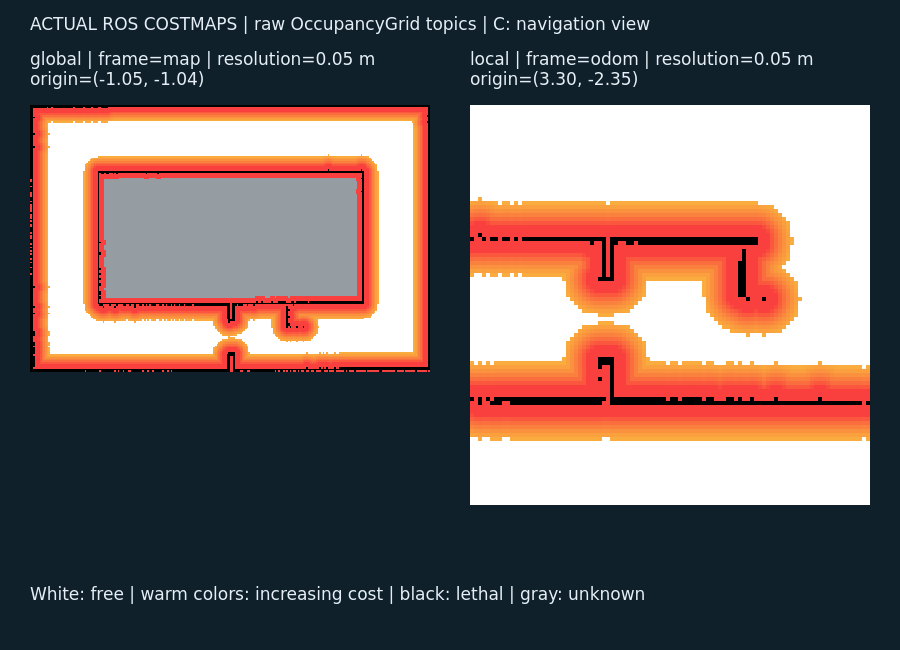 ACTUAL ROS COSTMAPS | raw OccupancyGrid topics | C: navigation view
global | frame=map | resolution=0.05 m
origin=(-1.05, -1.04)
local | frame=odom | resolution=0.05 m
origin=(3.30, -2.35)
White: free | warm colors: increasing cost | black: lethal | gray: unknown